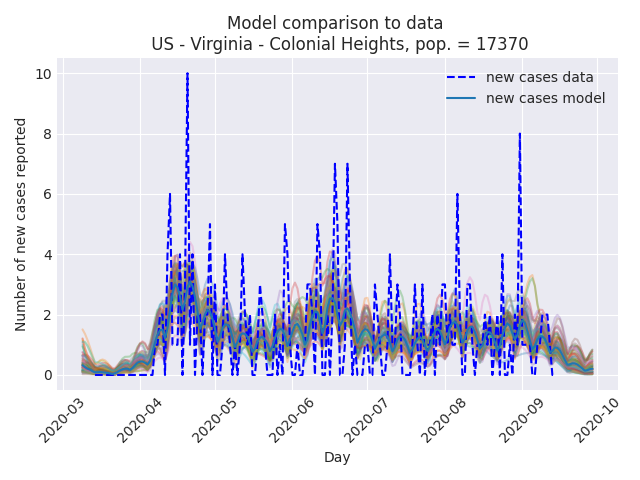 Model comparison to data
US - Virginia - Colonial Heights, pop. = 17370
new cases data
new cases model
Number of new cases reported
10
8
6
4
2
0
2020-03
2020-04
2020-05
2020-06
2020-07
2020-08
2020-09
2020-10
Day